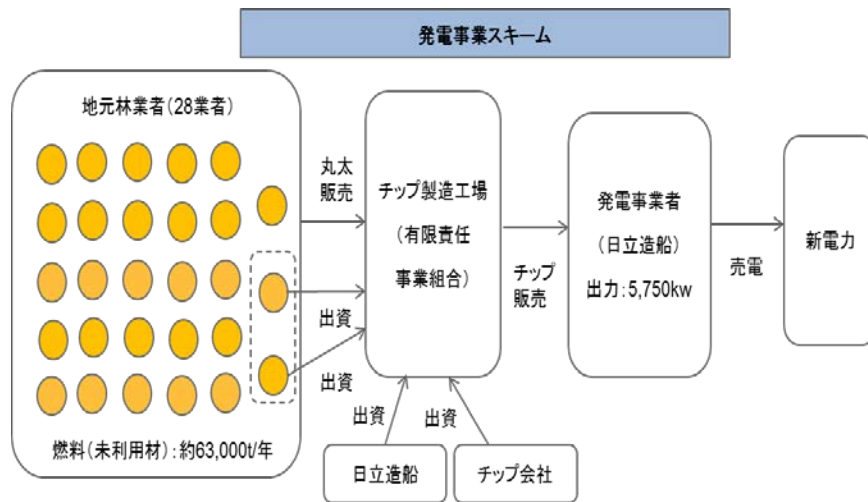 発電事業スキーム
地元林業者(28業者)
燃料(未利用材):約63,000t/年
丸太
販売
出資
出資
チップ製造工場
(有限責任
事業組合)
出資
出資
日立造船
チップ会社
チップ
販売
発電事業者
(日立造船)
出力:5,750kw
売電
新電力